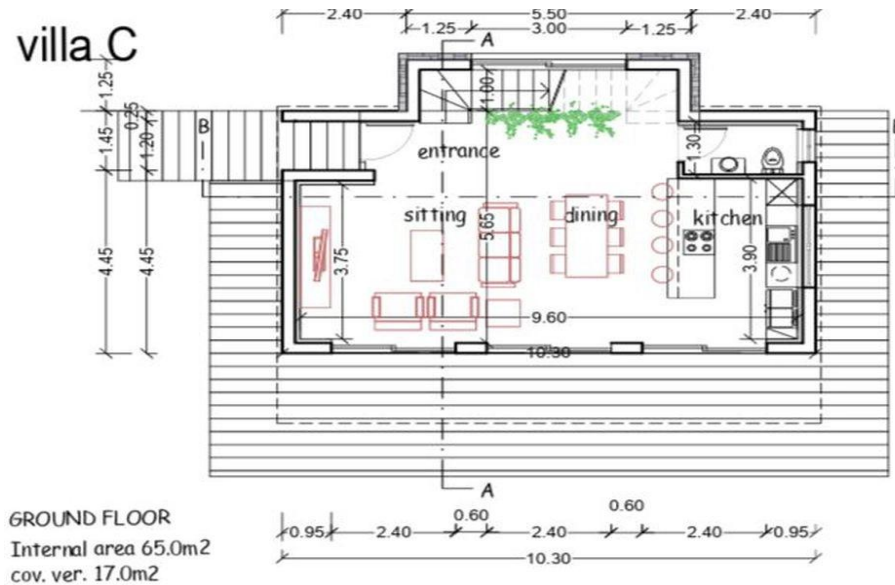 2.40 5.50 2.40
1.25 3.00 1.25
A
villa C
1.25
1.00
0.25
B
1.45
1.20
1.30
entrance
sitting dining kitchen
5.65
4.45
4.45
3.75
3.90
9.60
10.30
A
0.60 0.60
0.95 2.40 2.40 2.40 0.95
10.30
GROUND FLOOR
Internal area 65.0m2
cov. ver. 17.0m2